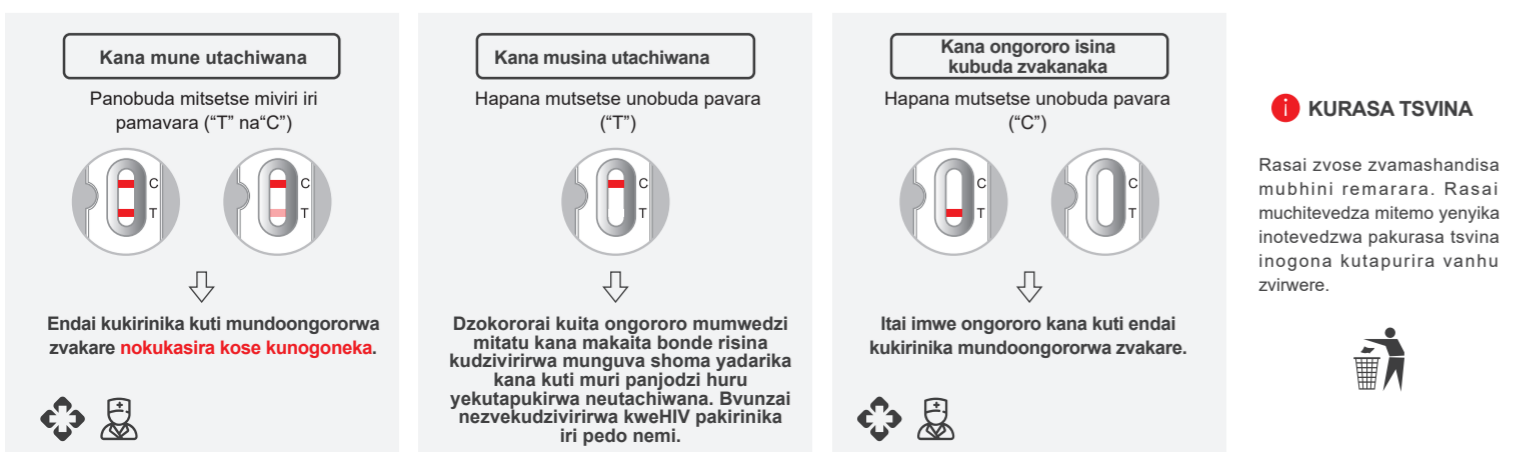 Kana mune utachiwana
Panobuda mitsetse miviri iri
pamavara (“T” na“C”)
C
T
C
T
Endai kukirinika kuti mundoongororwa
zvakare nokukasira kose kunogoneka.
Kana musina utachiwana
Hapana mutsetse unobuda pavara
(“T”)
C
T
Dzokororai kuita ongororo mumwedzi
mitatu kana makaita bonde risina
kudzivirirwa munguva shoma yadarika
kana kuti muri panjodzi huru
yekutapukirwa neutachiwana. Bvunzai
nezvekudzivirirwa kweHIV pakirinika
iri pedo nemi.
Kana ongororo isina
kubuda zvakanaka
Hapana mutsetse unobuda pavara
(“C”)
C
T
C
T
Itai imwe ongororo kana kuti endai
kukirinika mundoongororwa zvakare.
i KURASA TSVINA
Rasai zvose zvamashandisa
mubhini remarara. Rasai
muchitevedza mitemo yenyika
inotevedzwa pakurasa tsvina
inogona kutapurira vanhu
zvirwere.